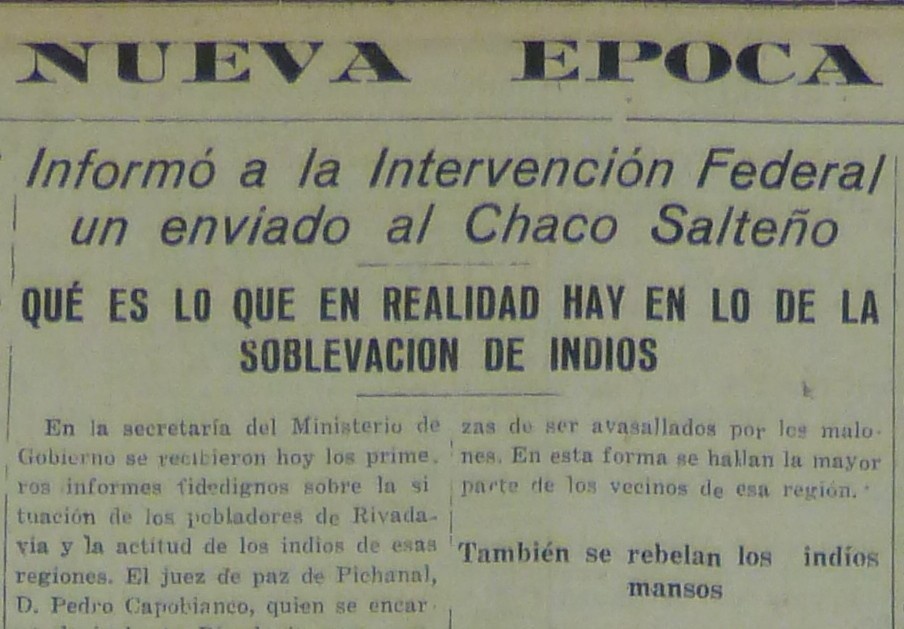 NUEVA EPOCA
Informó a la Intervención Federal
un enviado al Chaco Salteño
QUÉ ES LO QUE EN REALIDAD HAY EN LO DE LA
SOBLEVACION DE INDIOS
En la secretaría del Ministerio de
Gobierno se recibieron hoy los prime.
ros informes fidedignos sobre la si
tuación de los pobladores de Rivada-
via y la actitud de los indios de esas
regiones. El juez de paz de Pichanal,
D. Pedro Capobianco, quien se encar-
zas de ser avasallados por los malo-
nes. En esta forma se hallan la mayor
parte de los vecinos de esa región.
También se rebelan los indíos
mansos